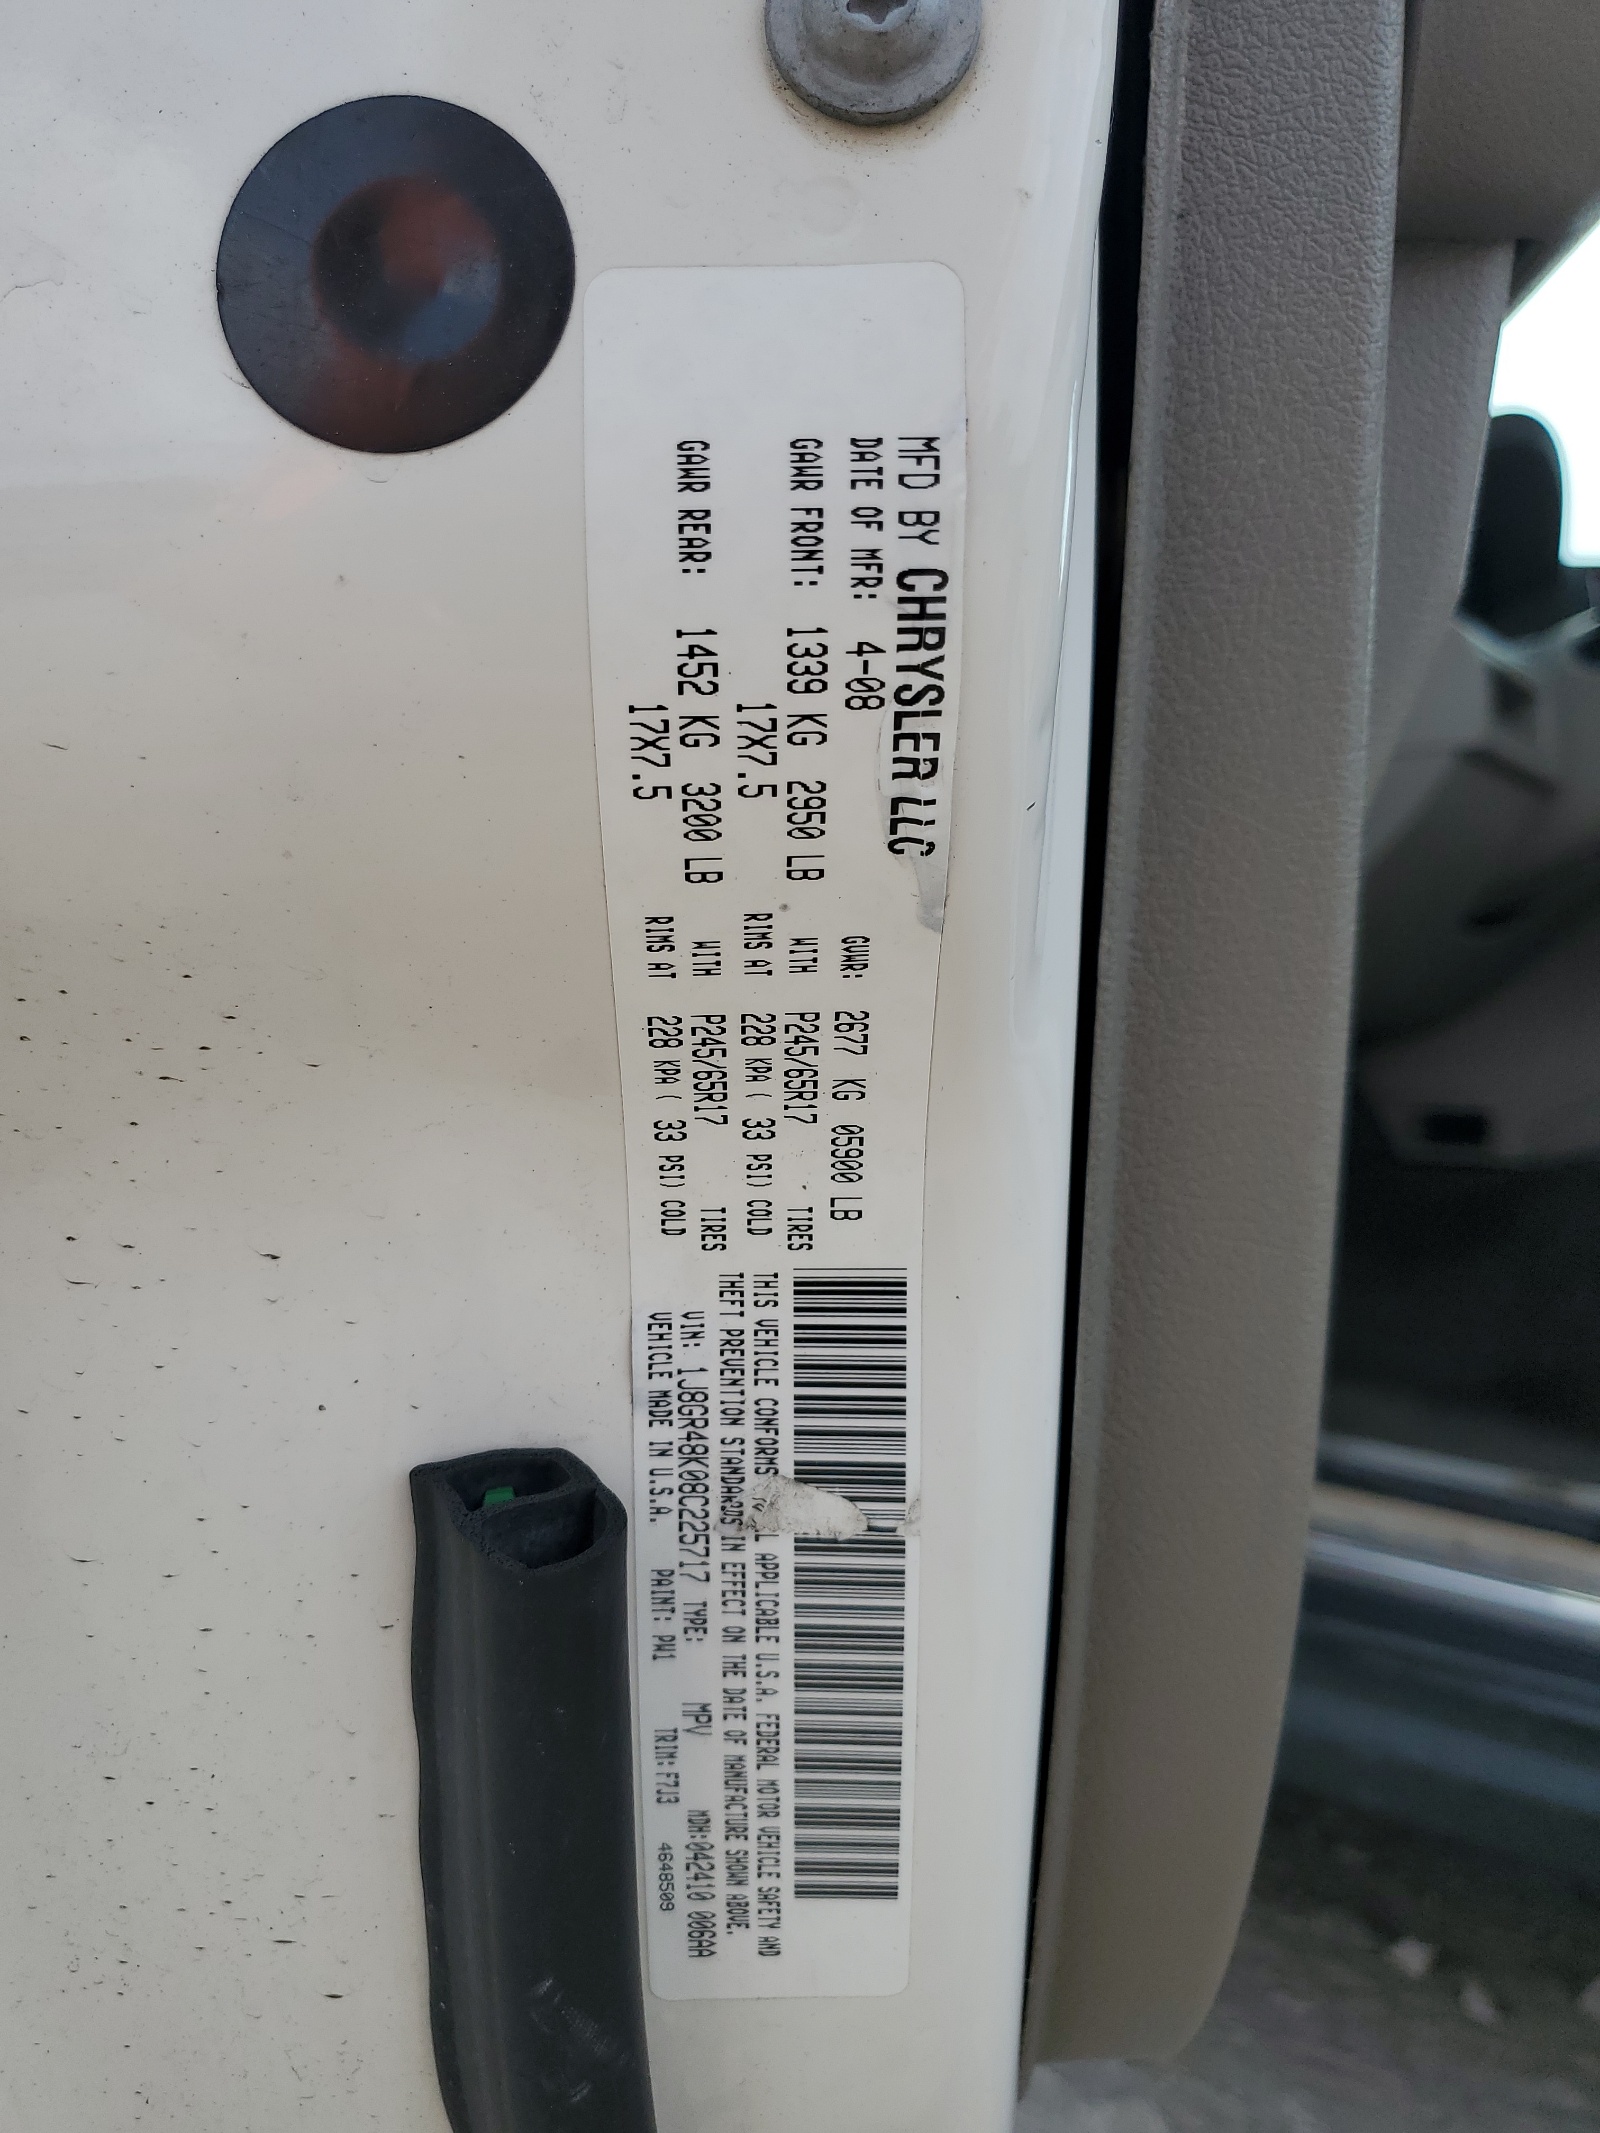 MFD BY CHRYSLER LLC
DATE OF MFR: 4-08 GVWR: 2677 KG 05900 LB
GAWR FRONT: 1339 KG 2950 LB WITH P245/65R17 TIRES
17X7.5 RIMS AT 228 KPA ( 33 PSI) COLD
GAWR REAR: 1452 KG 3200 LB WITH P245/65R17 TIRES
17X7.5 RIMS AT 228 KPA ( 33 PSI) COLD
THIS VEHICLE CONFORMS APPLICABLE U.S.A. FEDERAL MOTOR VEHICLE SAFETY AND
THEFT PREVENTION STANDARDS IN EFFECT ON THE DATE OF MANUFACTURE SHOWN ABOVE.
VIN: 1J8GR48K08C225717 TYPE: MPV MDH:042410 006AA
VEHICLE MADE IN U.S.A. PAINT: PW1 TRIM:F7J3 4648509